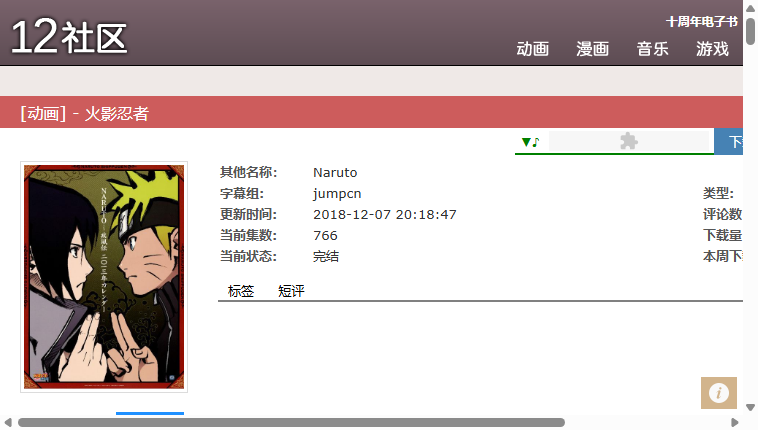 12社区
十周年电子书
动画 漫画 音乐 游戏
[动画] - 火影忍者
▼♪
其他名称: Naruto
字幕组: jumpcn
类型:
更新时间: 2018-12-07 20:18:47
评论数
当前集数: 766
下载量
当前状态: 完结
本周下
标签 短评
NARUTO-疾風伝 二〇一三年カレンダー